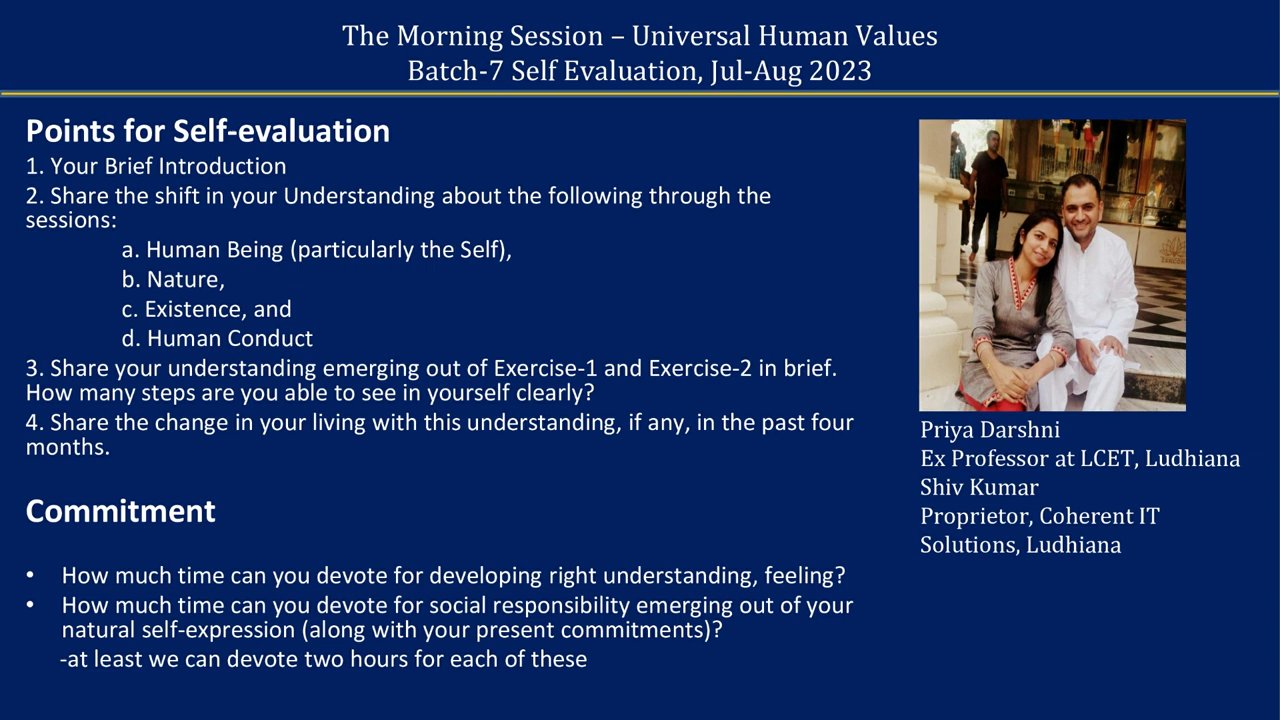 The Morning Session – Universal Human Values
Batch-7 Self Evaluation, Jul-Aug 2023
Points for Self-evaluation
1. Your Brief Introduction
2. Share the shift in your Understanding about the following through the
sessions:
a. Human Being (particularly the Self),
b. Nature,
c. Existence, and
d. Human Conduct
3. Share your understanding emerging out of Exercise-1 and Exercise-2 in brief.
How many steps are you able to see in yourself clearly?
4. Share the change in your living with this understanding, if any, in the past four
months.
Commitment
• How much time can you devote for developing right understanding, feeling?
• How much time can you devote for social responsibility emerging out of your
natural self-expression (along with your present commitments)?
-at least we can devote two hours for each of these
Priya Darshni
Ex Professor at LCET, Ludhiana
Shiv Kumar
Proprietor, Coherent IT
Solutions, Ludhiana